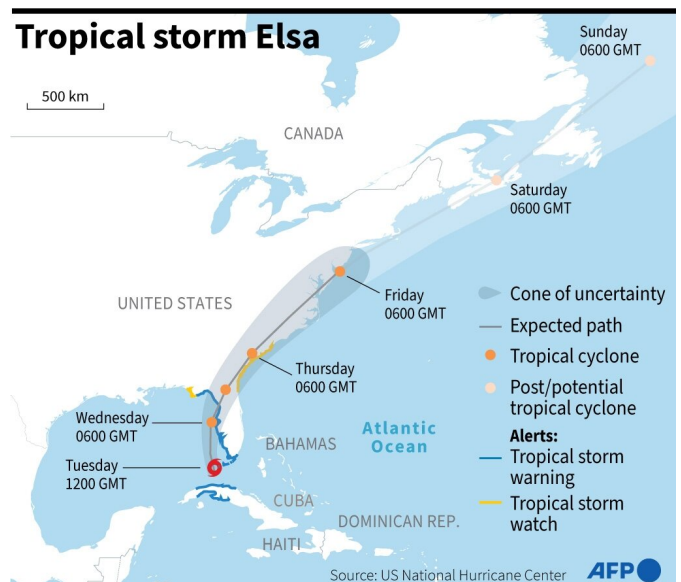 Tropical storm Elsa
Sunday
0600 GMT
500 km
CANADA
Saturday
0600 GMT
UNITED STATES
Friday
0600 GMT
Cone of uncertainty
Expected path
Tropical cyclone
Post/potential
tropical cyclone
Alerts:
Tropical storm
warning
Tropical storm
watch
Thursday
0600 GMT
Wednesday
0600 GMT
Tuesday
1200 GMT
Atlantic
Ocean
BAHAMAS
CUBA
DOMINICAN REP.
HAITI
Source: US National Hurricane Center
AFP